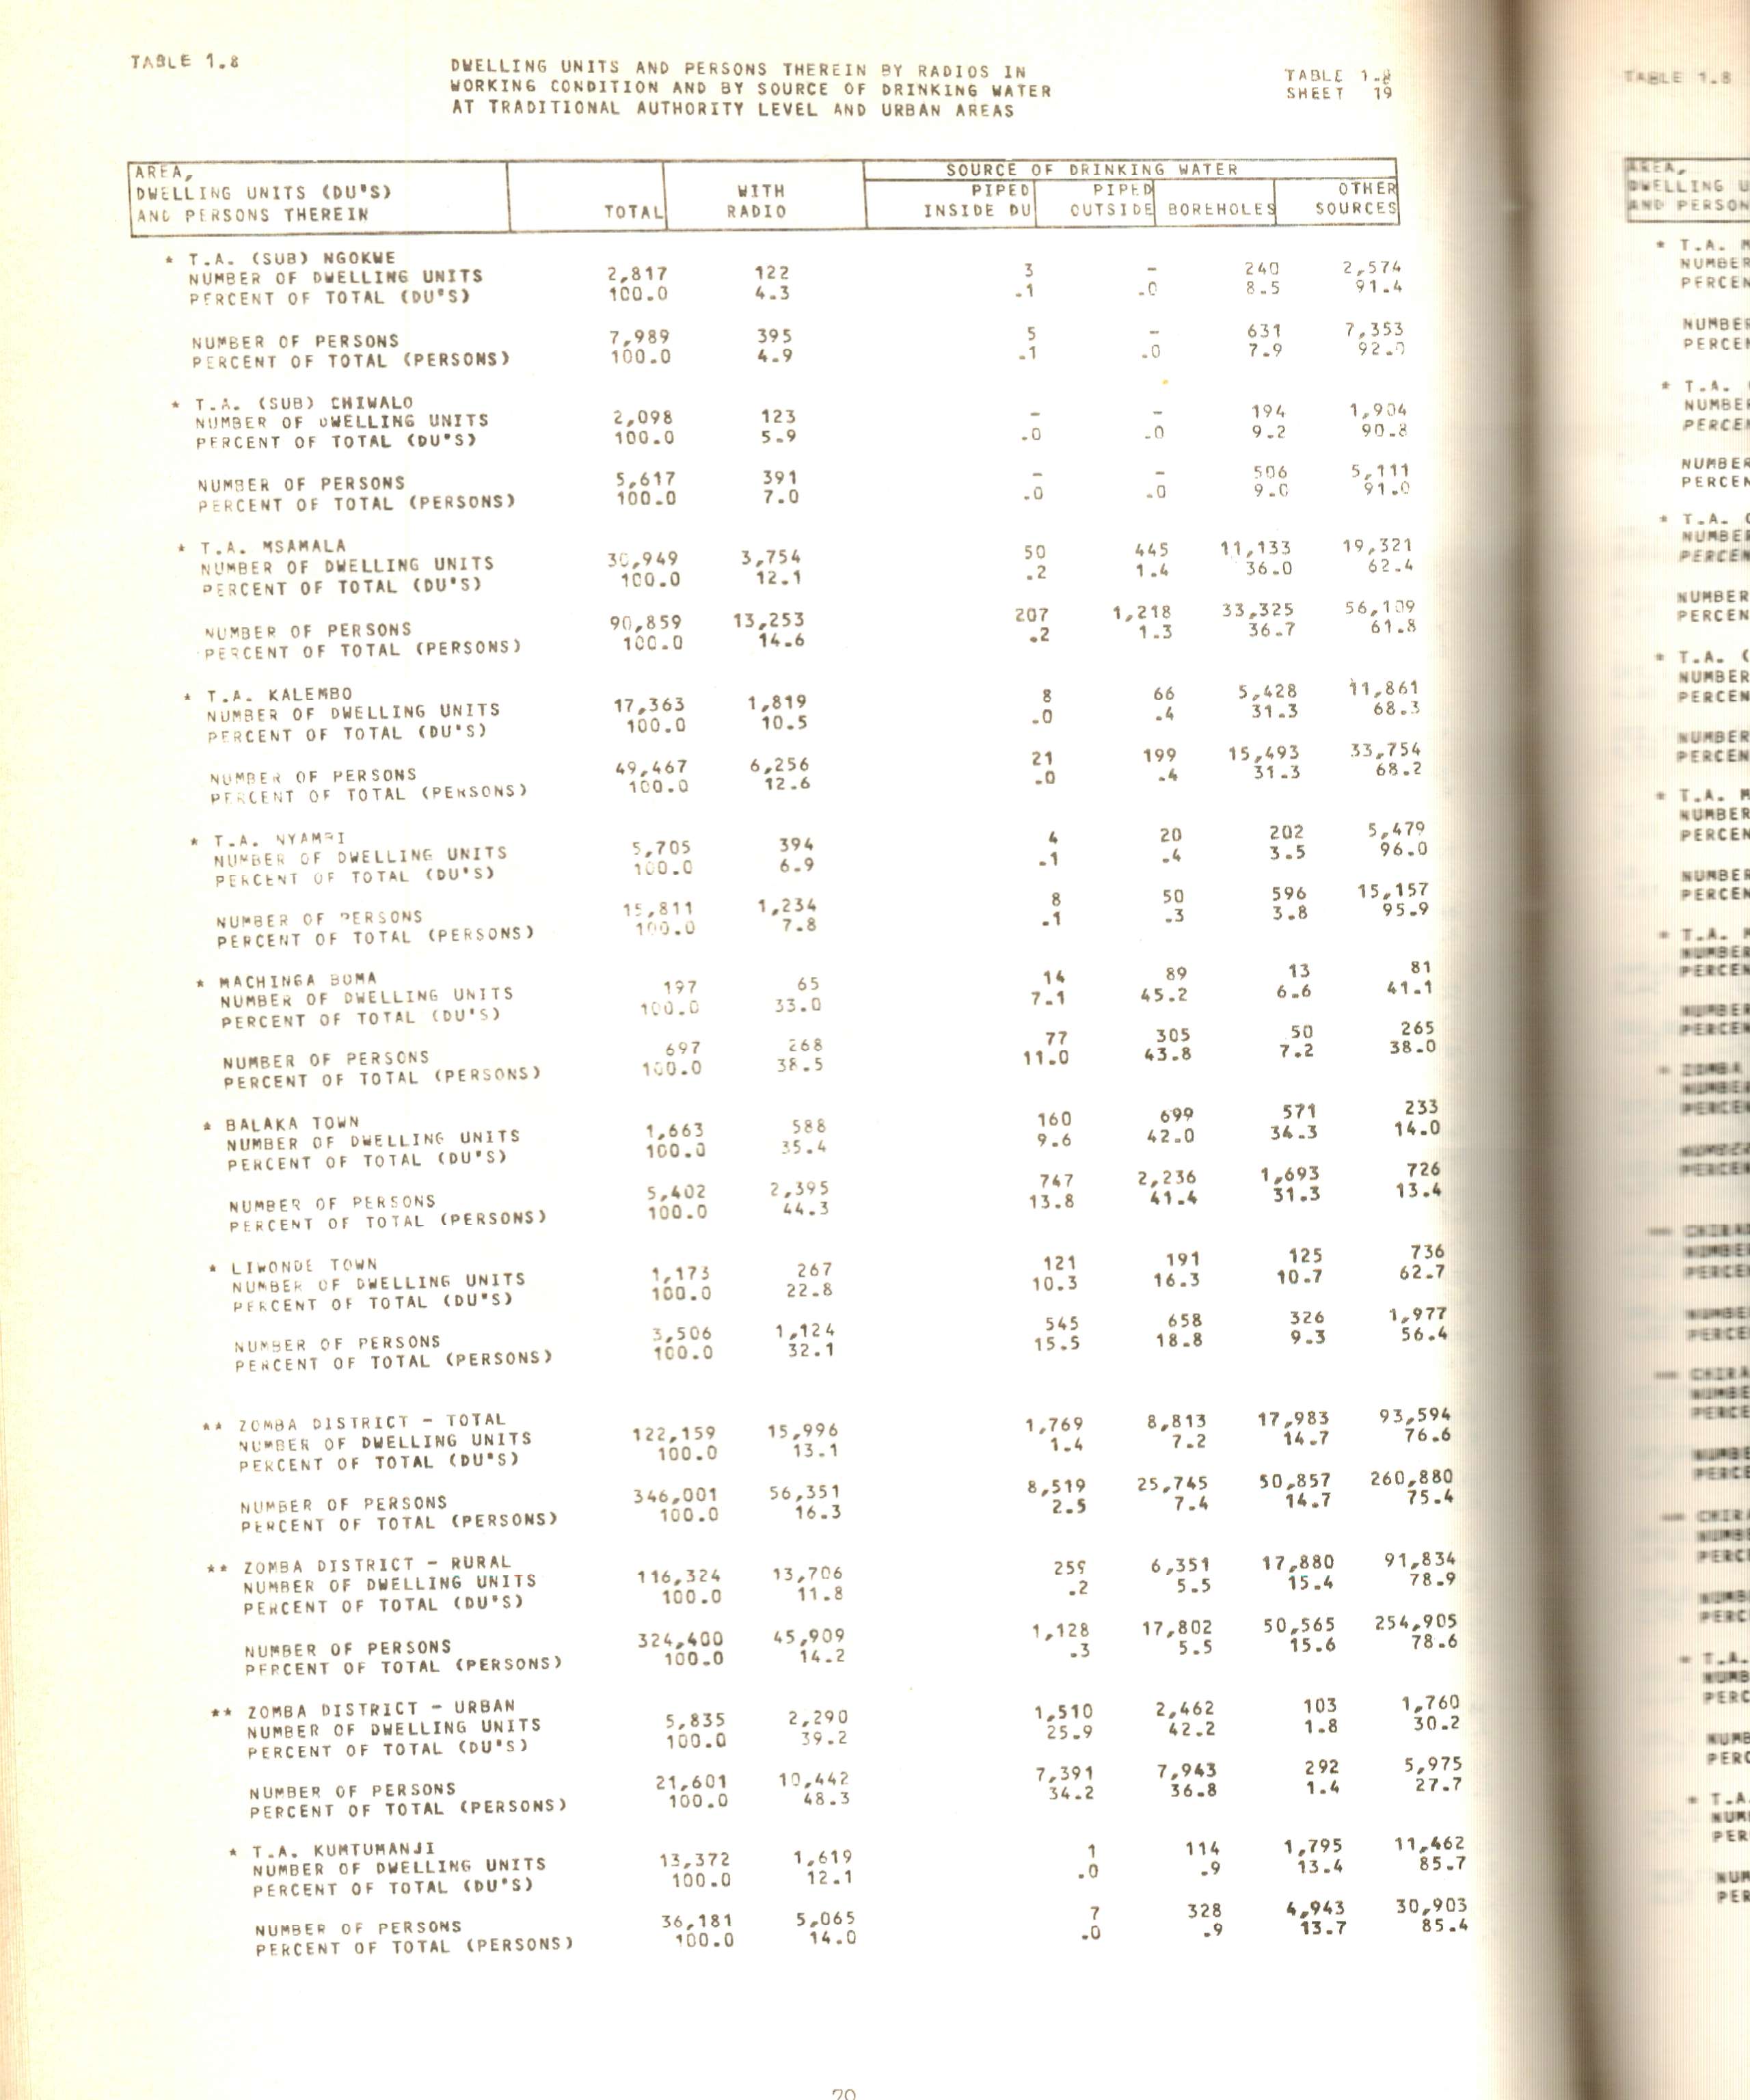 TABLE 1.8
DWELLING UNITS AND PERSONS THEREIN BY RADIOS IN
WORKING CONDITION AND BY SOURCE OF DRINKING WATER
AT TRADITIONAL AUTHORITY LEVEL AND URBAN AREAS
TABLE 1.8
SHEET 19
AREA,
DWELLING UNITS (DU'S)
AND PERSONS THEREIN
TOTAL
WITH
RADIO
SOURCE OF DRINKING WATER
PIPED
INSIDE DU
PIPED
OUTSIDE
BOREHOLES
OTHER
SOURCES
* T.A. (SUB) NGOKWE
NUMBER OF DWELLING UNITS 2,817 122 3 - 240 2,574
PERCENT OF TOTAL (DU'S) 100.0 4.3 .1 .0 8.5 91.4
NUMBER OF PERSONS 7,989 395 5 - 631 7,353
PERCENT OF TOTAL (PERSONS) 100.0 4.9 .1 .0 7.9 92.0
* T.A. (SUB) CHIWALO
NUMBER OF DWELLING UNITS 2,098 123 - - 194 1,904
PERCENT OF TOTAL (DU'S) 100.0 5.9 .0 .0 9.2 90.8
NUMBER OF PERSONS 5,617 391 - - 506 5,111
PERCENT OF TOTAL (PERSONS) 100.0 7.0 .0 .0 9.0 91.0
* T.A. MSAMALA
NUMBER OF DWELLING UNITS 30,949 3,754 50 445 11,133 19,321
PERCENT OF TOTAL (DU'S) 100.0 12.1 .2 1.4 36.0 62.4
NUMBER OF PERSONS 90,859 13,253 207 1,218 33,325 56,109
PERCENT OF TOTAL (PERSONS) 100.0 14.6 .2 1.3 36.7 61.8
* T.A. KALEMBO
NUMBER OF DWELLING UNITS 17,363 1,819 8 66 5,428 11,861
PERCENT OF TOTAL (DU'S) 100.0 10.5 .0 .4 31.3 68.3
NUMBER OF PERSONS 49,467 6,256 21 199 15,493 33,754
PERCENT OF TOTAL (PERSONS) 100.0 12.6 .0 .4 31.3 68.2
* T.A. NYAMBI
NUMBER OF DWELLING UNITS 5,705 394 4 20 202 5,479
PERCENT OF TOTAL (DU'S) 100.0 6.9 .1 .4 3.5 96.0
NUMBER OF PERSONS 15,811 1,234 8 50 596 15,157
PERCENT OF TOTAL (PERSONS) 100.0 7.8 .1 .3 3.8 95.9
* MACHINGA BOMA
NUMBER OF DWELLING UNITS 197 65 14 89 13 81
PERCENT OF TOTAL (DU'S) 100.0 33.0 7.1 45.2 6.6 41.1
NUMBER OF PERSONS 697 268 77 305 50 265
PERCENT OF TOTAL (PERSONS) 100.0 38.5 11.0 43.8 7.2 38.0
* BALAKA TOWN
NUMBER OF DWELLING UNITS 1,663 588 160 699 571 233
PERCENT OF TOTAL (DU'S) 100.0 35.4 9.6 42.0 34.3 14.0
NUMBER OF PERSONS 5,402 2,395 747 2,236 1,693 726
PERCENT OF TOTAL (PERSONS) 100.0 44.3 13.8 41.4 31.3 13.4
* LIWONDE TOWN
NUMBER OF DWELLING UNITS 1,173 267 121 191 125 736
PERCENT OF TOTAL (DU'S) 100.0 22.8 10.3 16.3 10.7 62.7
NUMBER OF PERSONS 3,506 1,124 545 658 326 1,977
PERCENT OF TOTAL (PERSONS) 100.0 32.1 15.5 18.8 9.3 56.4
** ZOMBA DISTRICT - TOTAL
NUMBER OF DWELLING UNITS 122,159 15,996 1,769 8,813 17,983 93,594
PERCENT OF TOTAL (DU'S) 100.0 13.1 1.4 7.2 14.7 76.6
NUMBER OF PERSONS 346,001 56,351 8,519 25,745 50,857 260,880
PERCENT OF TOTAL (PERSONS) 100.0 16.3 2.5 7.4 14.7 75.4
** ZOMBA DISTRICT - RURAL
NUMBER OF DWELLING UNITS 116,324 13,706 259 6,351 17,880 91,834
PERCENT OF TOTAL (DU'S) 100.0 11.8 .2 5.5 15.4 78.9
NUMBER OF PERSONS 324,400 45,909 1,128 17,802 50,565 254,905
PERCENT OF TOTAL (PERSONS) 100.0 14.2 .3 5.5 15.6 78.6
** ZOMBA DISTRICT - URBAN
NUMBER OF DWELLING UNITS 5,835 2,290 1,510 2,462 103 1,760
PERCENT OF TOTAL (DU'S) 100.0 39.2 25.9 42.2 1.8 30.2
NUMBER OF PERSONS 21,601 10,442 7,391 7,943 292 5,975
PERCENT OF TOTAL (PERSONS) 100.0 48.3 34.2 36.8 1.4 27.7
* T.A. KUMTUMANJI
NUMBER OF DWELLING UNITS 13,372 1,619 1 114 1,795 11,462
PERCENT OF TOTAL (DU'S) 100.0 12.1 .0 .9 13.4 85.7
NUMBER OF PERSONS 36,181 5,065 7 328 4,943 30,903
PERCENT OF TOTAL (PERSONS) 100.0 14.0 .0 .9 13.7 85.4
TABLE 1.8